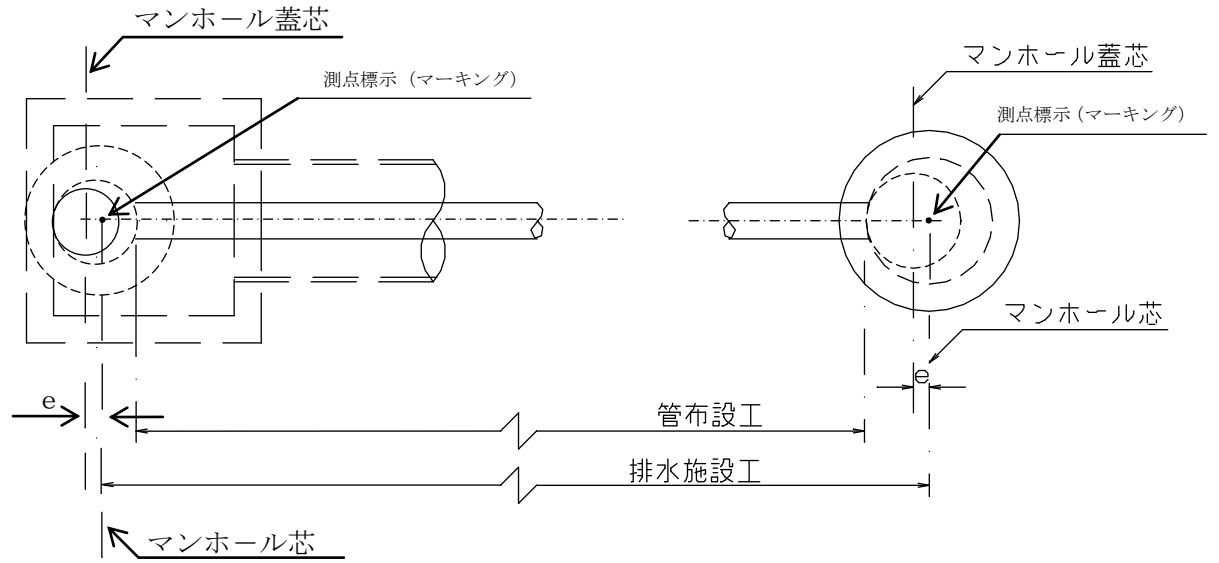 マンホール蓋芯
測点標示（マーキング）
マンホール蓋芯
測点標示（マーキング）
マンホール芯
e
e
管布設工
排水施設工
マンホール芯